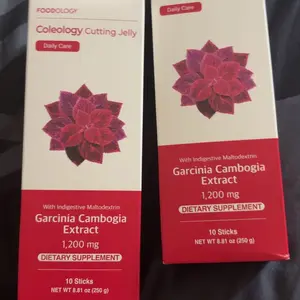 FOODOLOGY
Coleology Cutting Jelly
Daily Care
With Indigestive Maltodextrin
Garcinia Cambogia
Extract
1,200 mg
DIETARY SUPPLEMENT
10 Sticks
NET WT 8.81 oz (250 g)
Daily Care
With Indigestive Maltodextrin
Garcinia Cambogia
Extract
1,200 mg
DIETARY SUPPLEMENT
10 Sticks
NET WT 8.81 oz (250 g)